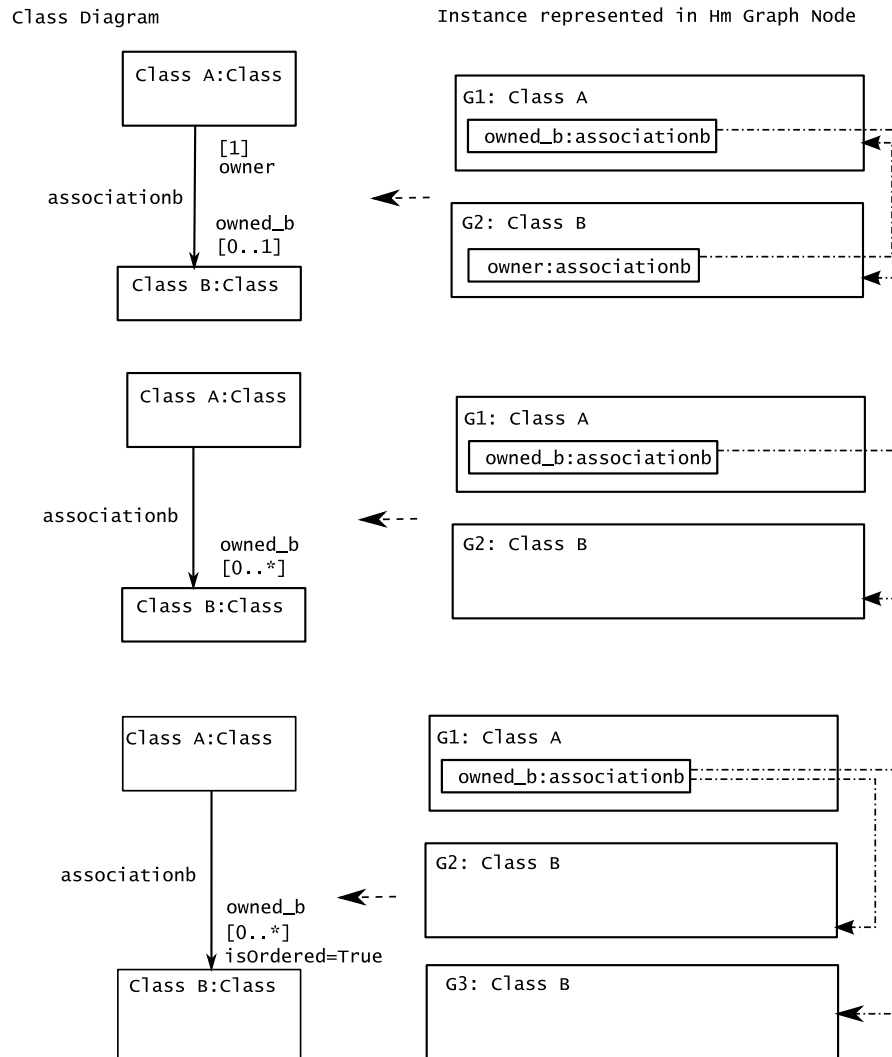 Class Diagram
Instance represented in Hm Graph Node
Class A:Class
[1]
owner
associationb
owned_b
[0..1]
Class B:Class
G1: Class A
owned_b:associationb
G2: Class B
owner:associationb
Class A:Class
associationb
owned_b
[0..*]
Class B:Class
G1: Class A
owned_b:associationb
G2: Class B
Class A:Class
associationb
owned_b
[0..*]
isOrdered=True
Class B:Class
G1: Class A
owned_b:associationb
G2: Class B
G3: Class B